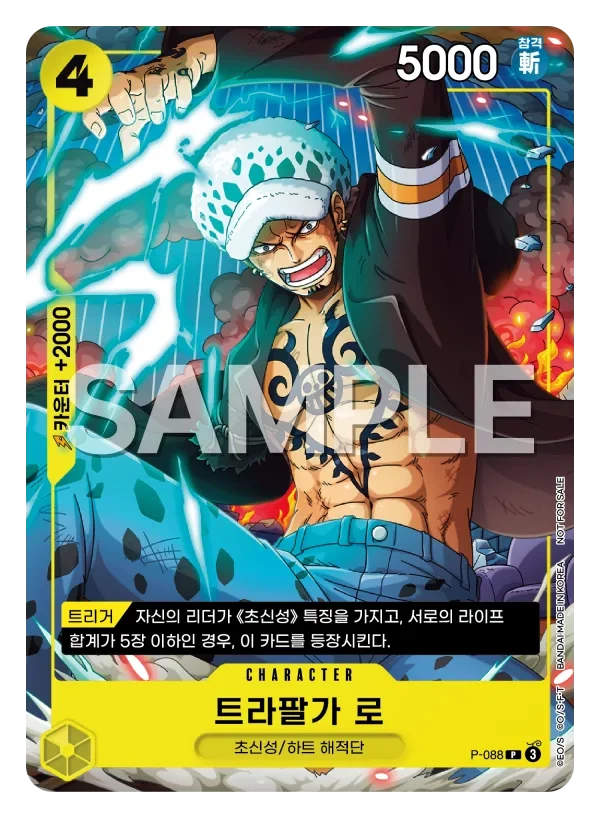 4
5000
참격
斬
카운터 +2000
SAMPLE
트리거 자신의 리더가 《초신성》 특징을 가지고, 서로의 라이프
합계가 5장 이하인 경우, 이 카드를 등장시킨다.
CHARACTER
트라팔가 로
초신성/하트 해적단
P-088 P 3
©EO/S ©O/S·F·T BANDAI MADE IN KOREA NOT FOR SALE